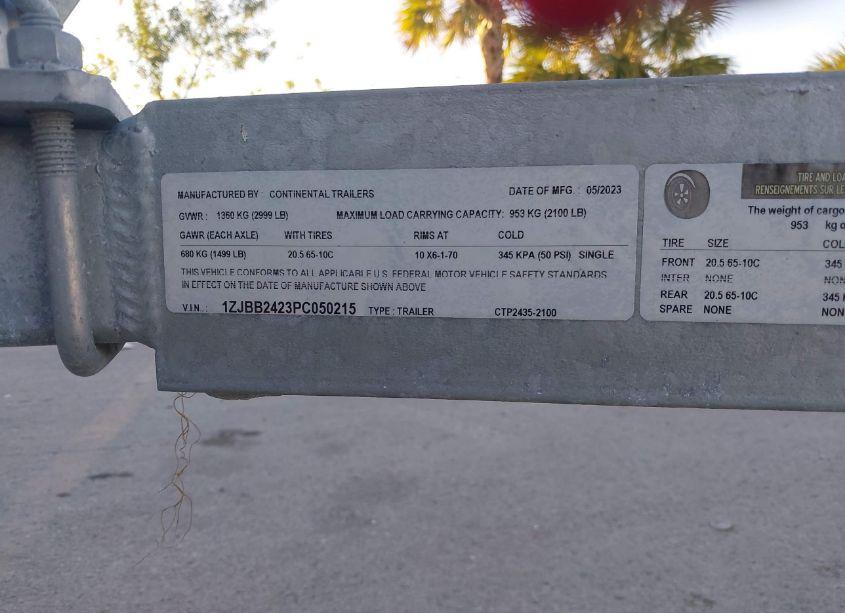 MANUFACTURED BY : CONTINENTAL TRAILERS DATE OF MFG : 05/2023
GVWR : 1360 KG (2999 LB) MAXIMUM LOAD CARRYING CAPACITY: 953 KG (2100 LB)
GAWR (EACH AXLE) WITH TIRES RIMS AT COLD
680 KG (1499 LB) 20.5 65-10C 10 X6-1-70 345 KPA (50 PSI) SINGLE
THIS VEHICLE CONFORMS TO ALL APPLICABLE U.S. FEDERAL MOTOR VEHICLE SAFETY STANDARDS
IN EFFECT ON THE DATE OF MANUFACTURE SHOWN ABOVE
V.I.N.: 1ZJBB2423PC050215 TYPE : TRAILER CTP2435-2100
TIRE AND LOA
RENSEIGNEMENTS SUR LE
The weight of cargo
953 kg o
TIRE SIZE COL
FRONT 20.5 65-10C 345
INTER NONE NONE
REAR 20.5 65-10C 345 K
SPARE NONE NON